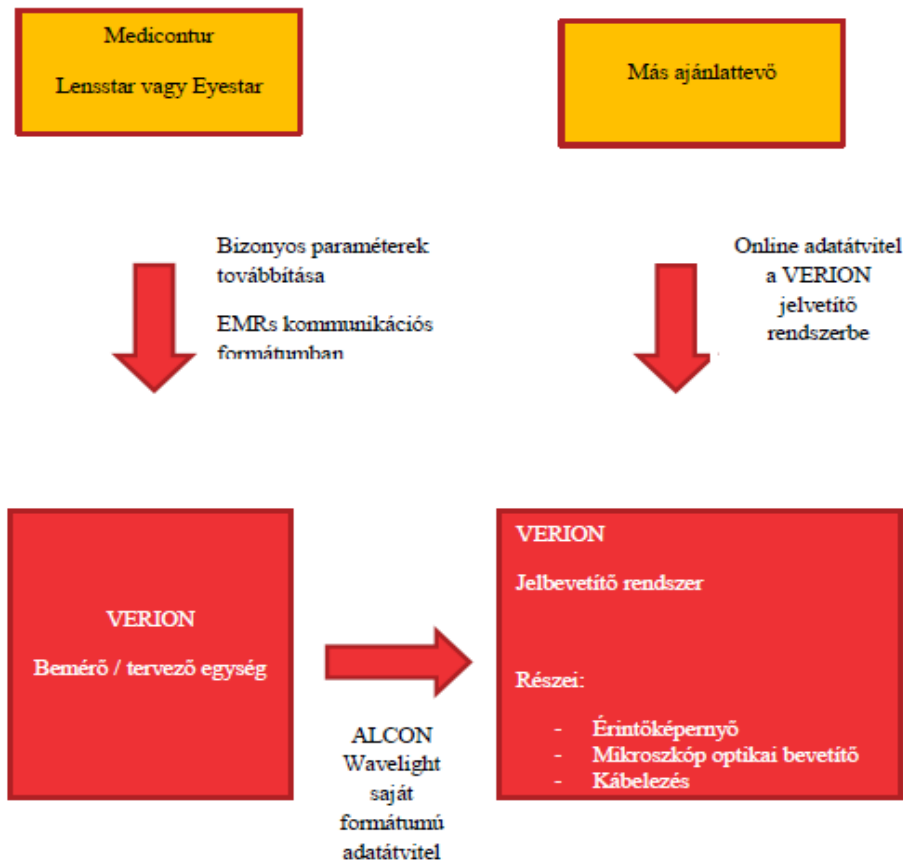 Medicontur
Lensstar vagy Eyestar
Más ajánlattevő
Bizonyos paraméterek
továbbítása
EMRs kommunikációs
formátumban
Online adatátvitel
a VERION
jelvetítő
rendszerbe
VERION
Bemérő / tervező egység
ALCON
Wavelight
saját
formátumú
adatátvitel
VERION
Jelbevetítő rendszer
Részei:
- Érintőképernyő
- Mikroszkóp optikai bevetítő
- Kábelezés